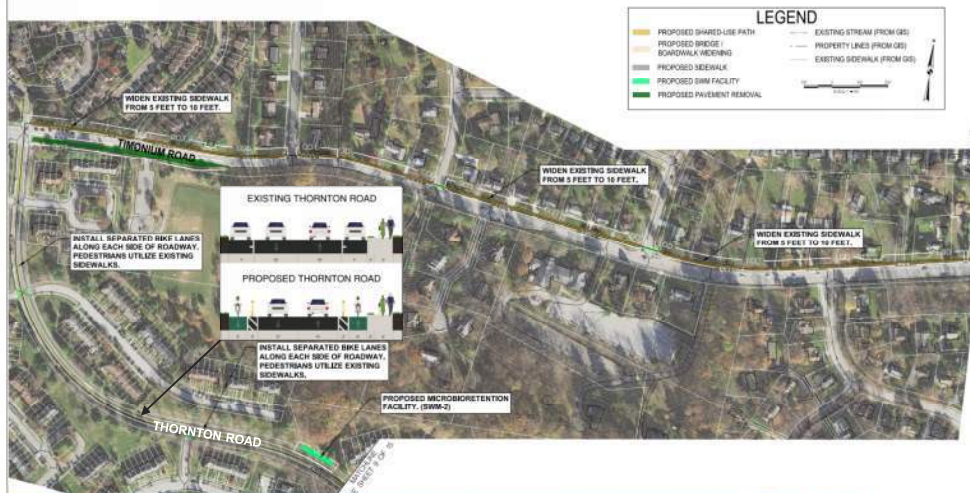 LEGEND
PROPOSED SHARED-USE PATH
PROPOSED BRIDGE /
BOARDWALK WIDENING
PROPOSED SIDEWALK
PROPOSED SWM FACILITY
PROPOSED PAVEMENT REMOVAL
EXISTING STREAM (FROM GIS)
PROPERTY LINES (FROM GIS)
EXISTING SIDEWALK (FROM GIS)
WIDEN EXISTING SIDEWALK
FROM 5 FEET TO 10 FEET.
TIMONIUM ROAD
WIDEN EXISTING SIDEWALK
FROM 5 FEET TO 10 FEET.
WIDEN EXISTING SIDEWALK
FROM 5 FEET TO 10 FEET.
INSTALL SEPARATED BIKE LANES
ALONG EACH SIDE OF ROADWAY.
PEDESTRIANS UTILIZE EXISTING
SIDEWALKS.
EXISTING THORNTON ROAD
PROPOSED THORNTON ROAD
INSTALL SEPARATED BIKE LANES
ALONG EACH SIDE OF ROADWAY.
PEDESTRIANS UTILIZE EXISTING
SIDEWALKS.
PROPOSED MICROBIORETENTION
FACILITY. (SWM-2)
THORNTON ROAD
MATCHLINE
SHEET 9 OF 15